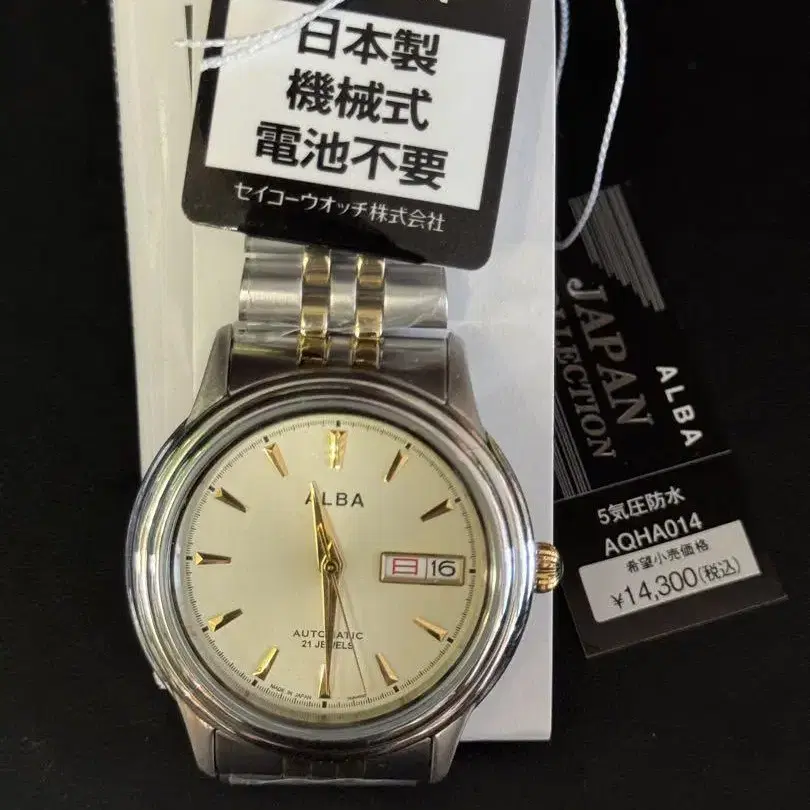 日本製
機械式
電池不要
セイコーウオッチ株式会社
JAPAN
COLLECTION
ALBA
5気圧防水
AQHA014
希望小売価格
¥14,300(税込)
ALBA
日 16
AUTOMATIC
21 JEWELS
MADE IN JAPAN